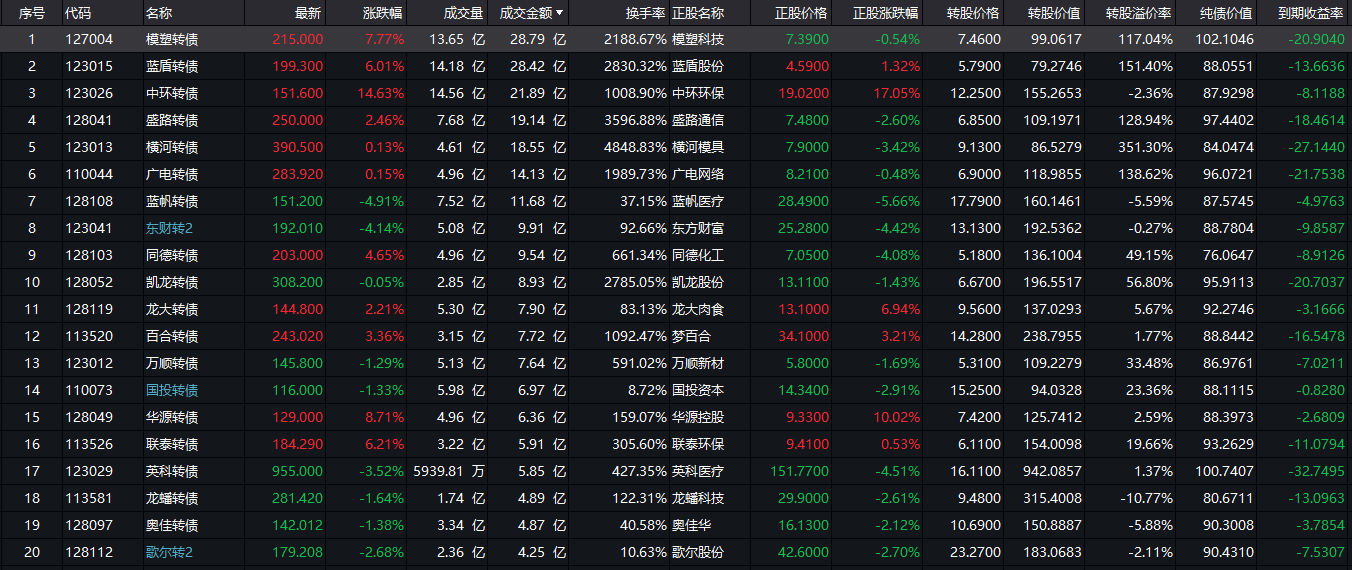 序号 代码 名称 最新 涨跌幅 成交量 成交金额▼ 换手率 正股名称 正股价格 正股涨跌幅 转股价格 转股价值 转股溢价率 纯债价值 到期收益率
1 127004 模塑转债 215.000 7.77% 13.65 亿 28.79 亿 2188.67% 模塑科技 7.3900 -0.54% 7.4600 99.0617 117.04% 102.1046 -20.9040
2 123015 蓝盾转债 199.300 6.01% 14.18 亿 28.42 亿 2830.32% 蓝盾股份 4.5900 1.32% 5.7900 79.2746 151.40% 88.0551 -13.6636
3 123026 中环转债 151.600 14.63% 14.56 亿 21.89 亿 1008.90% 中环环保 19.0200 17.05% 12.2500 155.2653 -2.36% 87.9298 -8.1188
4 128041 盛路转债 250.000 2.46% 7.68 亿 19.14 亿 3596.88% 盛路通信 7.4800 -2.60% 6.8500 109.1971 128.94% 97.4402 -18.4614
5 123013 横河转债 390.500 0.13% 4.61 亿 18.55 亿 4848.83% 横河模具 7.9000 -3.42% 9.1300 86.5279 351.30% 84.0474 -27.1440
6 110044 广电转债 283.920 0.15% 4.96 亿 14.13 亿 1989.73% 广电网络 8.2100 -0.48% 6.9000 118.9855 138.62% 96.0721 -21.7538
7 128108 蓝帆转债 151.200 -4.91% 7.52 亿 11.68 亿 37.15% 蓝帆医疗 28.4900 -5.66% 17.7900 160.1461 -5.59% 87.5745 -4.9763
8 123041 东财转2 192.010 -4.14% 5.08 亿 9.91 亿 92.66% 东方财富 25.2800 -4.42% 13.1300 192.5362 -0.27% 88.7804 -9.8587
9 128103 同德转债 203.000 4.65% 4.96 亿 9.54 亿 661.34% 同德化工 7.0500 -4.08% 5.1800 136.1004 49.15% 76.0647 -8.9126
10 128052 凯龙转债 308.200 -0.05% 2.85 亿 8.93 亿 2785.05% 凯龙股份 13.1100 -1.43% 6.6700 196.5517 56.80% 95.9113 -20.7037
11 128119 龙大转债 144.800 2.21% 5.30 亿 7.90 亿 83.13% 龙大肉食 13.1000 6.94% 9.5600 137.0293 5.67% 92.2746 -3.1666
12 113520 百合转债 243.020 3.36% 3.15 亿 7.72 亿 1092.47% 梦百合 34.1000 3.21% 14.2800 238.7955 1.77% 88.8442 -16.5478
13 123012 万顺转债 145.800 -1.29% 5.13 亿 7.64 亿 591.02% 万顺新材 5.8000 -1.69% 5.3100 109.2279 33.48% 86.9761 -7.0211
14 110073 国投转债 116.000 -1.33% 5.98 亿 6.97 亿 8.72% 国投资本 14.3400 -2.91% 15.2500 94.0328 23.36% 88.1115 -0.8280
15 128049 华源转债 129.000 8.71% 4.96 亿 6.36 亿 159.07% 华源控股 9.3300 10.02% 7.4200 125.7412 2.59% 88.3973 -2.6809
16 113526 联泰转债 184.290 6.21% 3.22 亿 5.91 亿 305.60% 联泰环保 9.4100 0.53% 6.1100 154.0098 19.66% 93.2629 -11.0794
17 123029 英科转债 955.000 -3.52% 5939.81 万 5.85 亿 427.35% 英科医疗 151.7700 -4.51% 16.1100 942.0857 1.37% 100.7407 -32.7495
18 113581 龙蟠转债 281.420 -1.64% 1.74 亿 4.89 亿 122.31% 龙蟠科技 29.9000 -2.61% 9.4800 315.4008 -10.77% 80.6711 -13.0963
19 128097 奥佳转债 142.012 -1.38% 3.34 亿 4.87 亿 40.58% 奥佳华 16.1300 -2.12% 10.6900 150.8887 -5.88% 90.3008 -3.7854
20 128112 歌尔转2 179.208 -2.68% 2.36 亿 4.25 亿 10.63% 歌尔股份 42.6000 -2.70% 23.2700 183.0683 -2.11% 90.4310 -7.5307